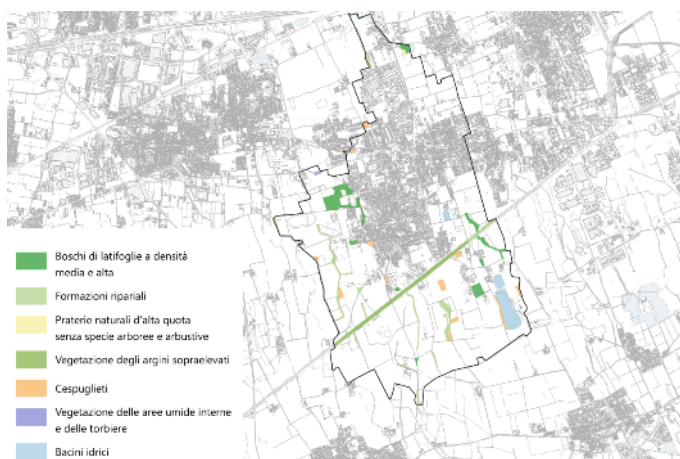 Boschi di latifoglie a densità
media e alta
Formazioni ripariali
Praterie naturali d'alta quota
senza specie arboree e arbustive
Vegetazione degli argini sopraelevati
Cespuglieti
Vegetazione delle aree umide interne
e delle torbiere
Bacini idrici